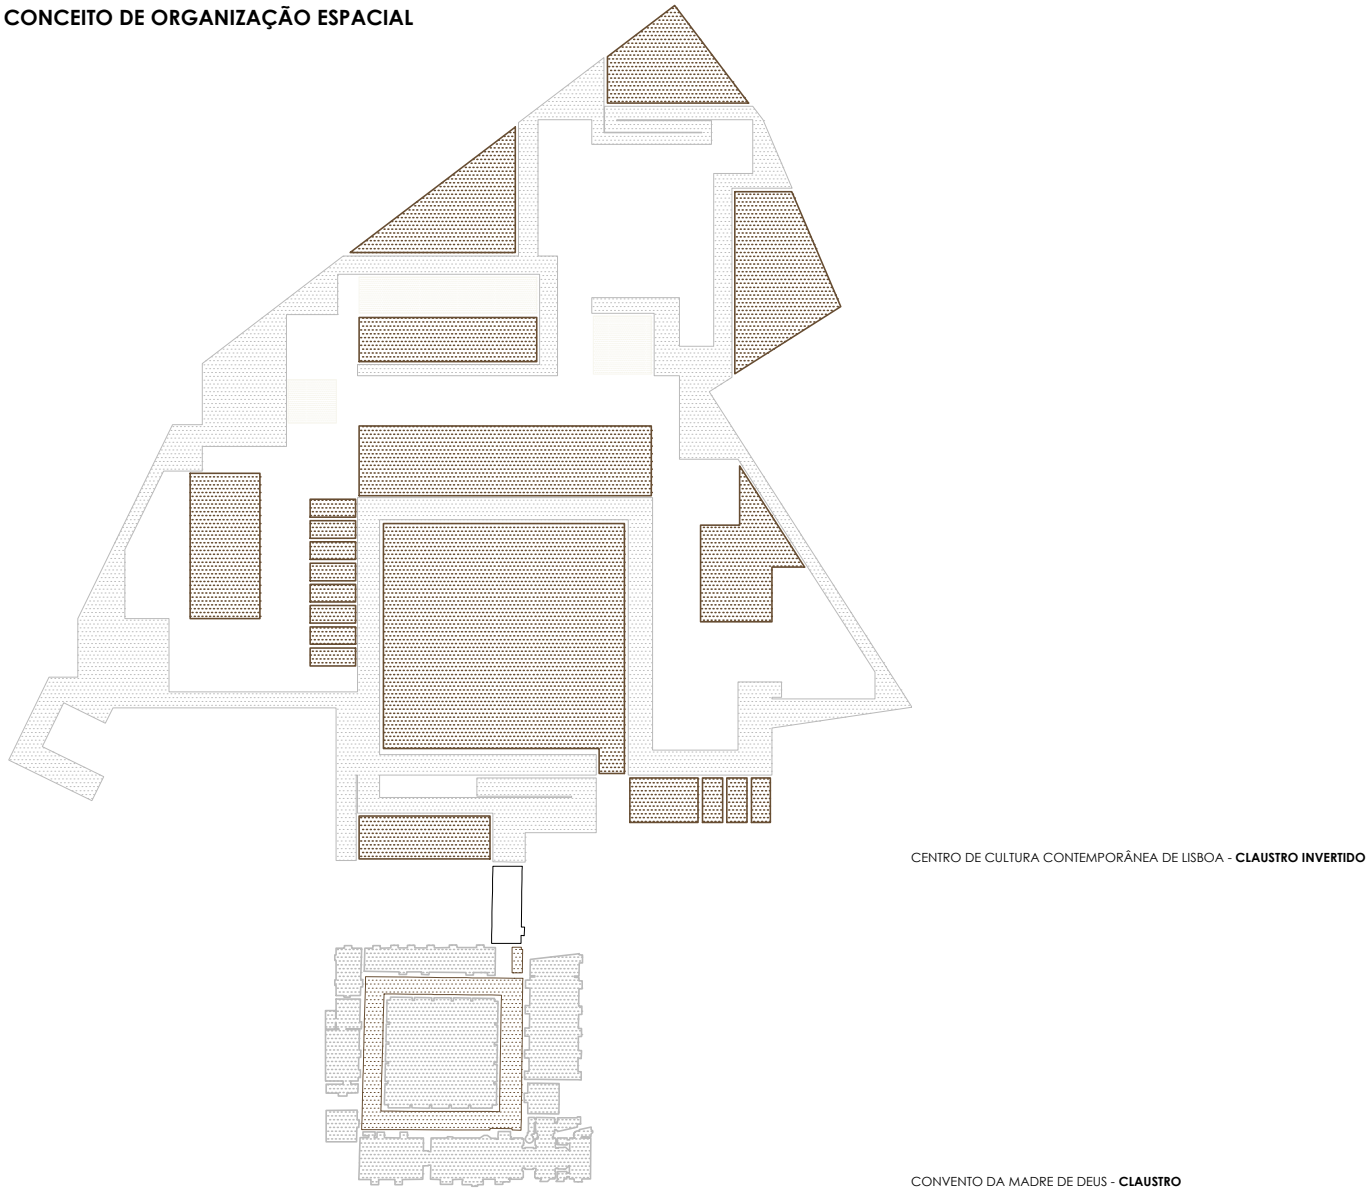 CONCEITO DE ORGANIZAÇÃO ESPACIAL
CENTRO DE CULTURA CONTEMPORÂNEA DE LISBOA - CLAUSTRO INVERTIDO
CONVENTO DA MADRE DE DEUS - CLAUSTRO